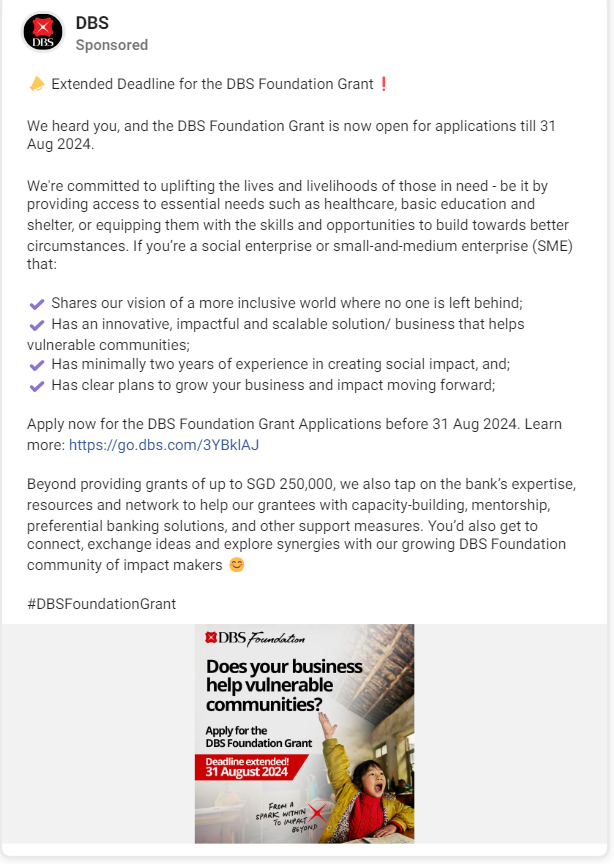 DBS
DBS
Sponsored
📣 Extended Deadline for the DBS Foundation Grant❗
We heard you, and the DBS Foundation Grant is now open for applications till 31
Aug 2024.
We're committed to uplifting the lives and livelihoods of those in need - be it by
providing access to essential needs such as healthcare, basic education and
shelter, or equipping them with the skills and opportunities to build towards better
circumstances. If you’re a social enterprise or small-and-medium enterprise (SME)
that:
✔ Shares our vision of a more inclusive world where no one is left behind;
✔ Has an innovative, impactful and scalable solution/ business that helps
vulnerable communities;
✔ Has minimally two years of experience in creating social impact, and;
✔ Has clear plans to grow your business and impact moving forward;
Apply now for the DBS Foundation Grant Applications before 31 Aug 2024. Learn
more: https://go.dbs.com/3YBklAJ
Beyond providing grants of up to SGD 250,000, we also tap on the bank’s expertise,
resources and network to help our grantees with capacity-building, mentorship,
preferential banking solutions, and other support measures. You’d also get to
connect, exchange ideas and explore synergies with our growing DBS Foundation
community of impact makers 😊
#DBSFoundationGrant
DBS Foundation
Does your business
help vulnerable
communities?
Apply for the
DBS Foundation Grant
Deadline extended!
31 August 2024
FROM A
SPARK WITHIN
TO IMPACT
BEYOND